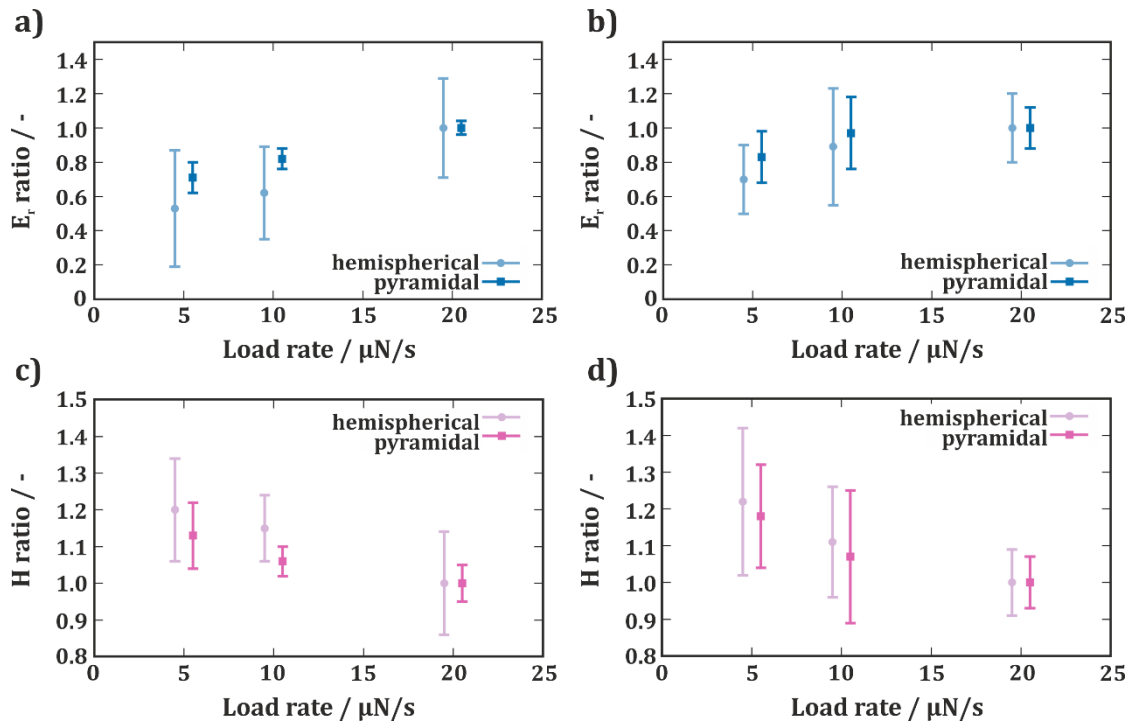 a)
1.4
1.2
1.0
0.8
0.6
0.4
0.2
0
E_r ratio / -
hemispherical
pyramidal
0 5 10 15 20 25
Load rate / μN/s
b)
1.4
1.2
1.0
0.8
0.6
0.4
0.2
0
E_r ratio / -
hemispherical
pyramidal
0 5 10 15 20 25
Load rate / μN/s
c)
1.5
1.4
1.3
1.2
1.1
1.0
0.9
0.8
H ratio / -
hemispherical
pyramidal
0 5 10 15 20 25
Load rate / μN/s
d)
1.5
1.4
1.3
1.2
1.1
1.0
0.9
0.8
H ratio / -
hemispherical
pyramidal
0 5 10 15 20 25
Load rate / μN/s